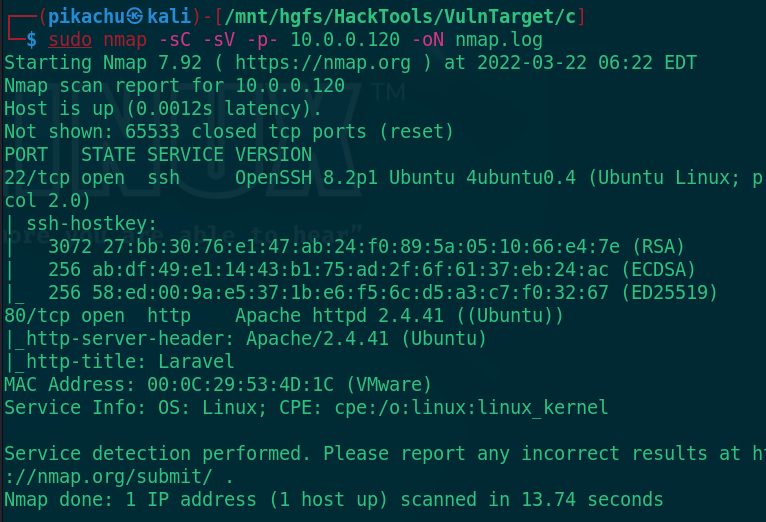 ┌──(pikachu㉿kali)-[/mnt/hgfs/HackTools/VulnTarget/c]
└─$ sudo nmap -sC -sV -p- 10.0.0.120 -oN nmap.log
Starting Nmap 7.92 ( https://nmap.org ) at 2022-03-22 06:22 EDT
Nmap scan report for 10.0.0.120
Host is up (0.0012s latency).
Not shown: 65533 closed tcp ports (reset)
PORT   STATE SERVICE VERSION
22/tcp open  ssh     OpenSSH 8.2p1 Ubuntu 4ubuntu0.4 (Ubuntu Linux; p
col 2.0)
| ssh-hostkey:
|   3072 27:bb:30:76:e1:47:ab:24:f0:89:5a:05:10:66:e4:7e (RSA)
|   256 ab:df:49:e1:14:43:b1:75:ad:2f:6f:61:37:eb:24:ac (ECDSA)
|_  256 58:ed:00:9a:e5:37:1b:e6:f5:6c:d5:a3:c7:f0:32:67 (ED25519)
80/tcp open  http    Apache httpd 2.4.41 ((Ubuntu))
|_http-server-header: Apache/2.4.41 (Ubuntu)
|_http-title: Laravel
MAC Address: 00:0C:29:53:4D:1C (VMware)
Service Info: OS: Linux; CPE: cpe:/o:linux:linux_kernel

Service detection performed. Please report any incorrect results at ht
://nmap.org/submit/ .
Nmap done: 1 IP address (1 host up) scanned in 13.74 seconds